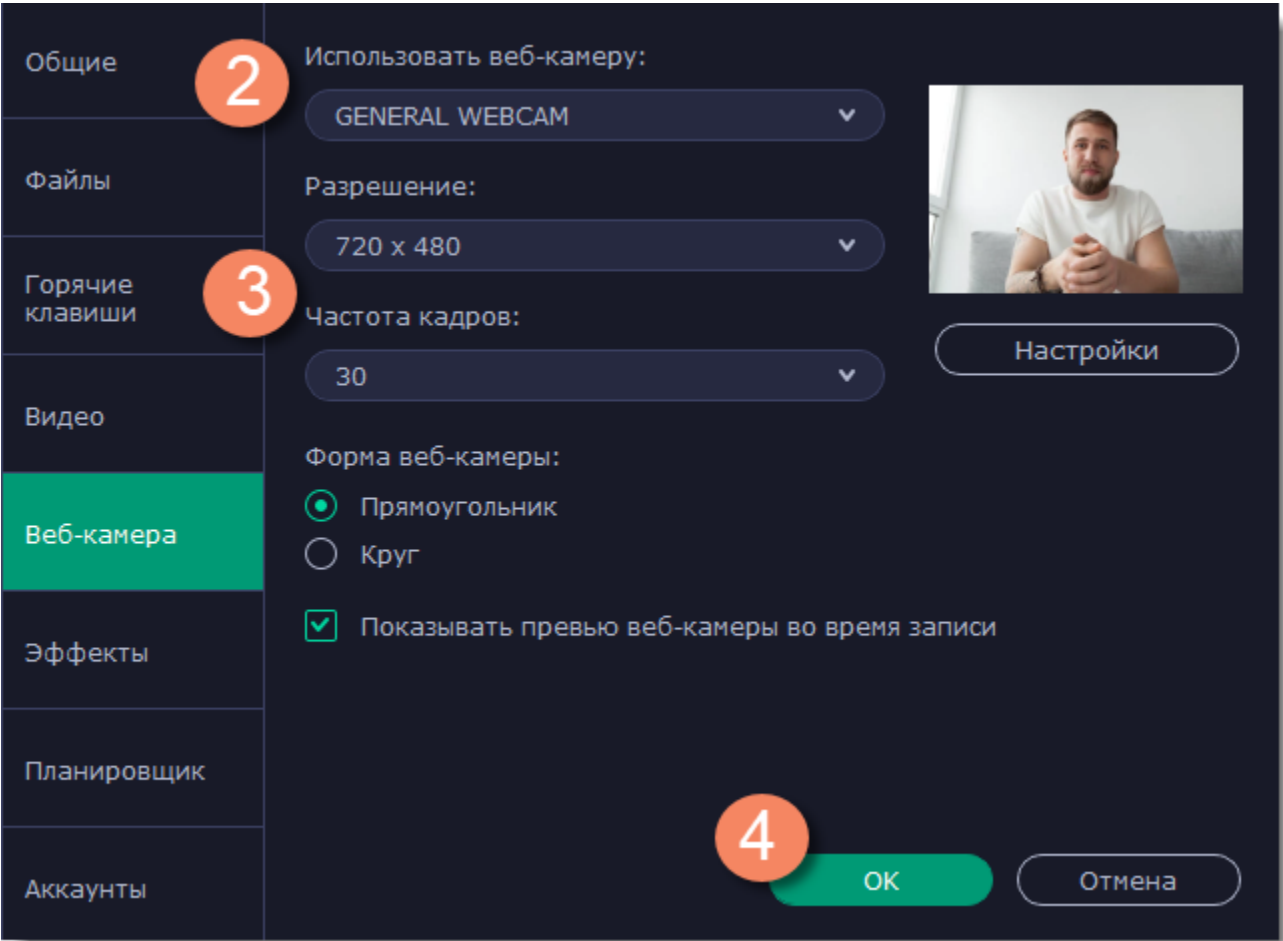 Общие
Файлы
Горячие
клавиши
Видео
Веб-камера
Эффекты
Планировщик
Аккаунты
2
Использовать веб-камеру:
GENERAL WEBCAM
Разрешение:
720 x 480
3
Частота кадров:
30
Настройки
Форма веб-камеры:
Прямоугольник
Круг
Показывать превью веб-камеры во время записи
4
OK
Отмена